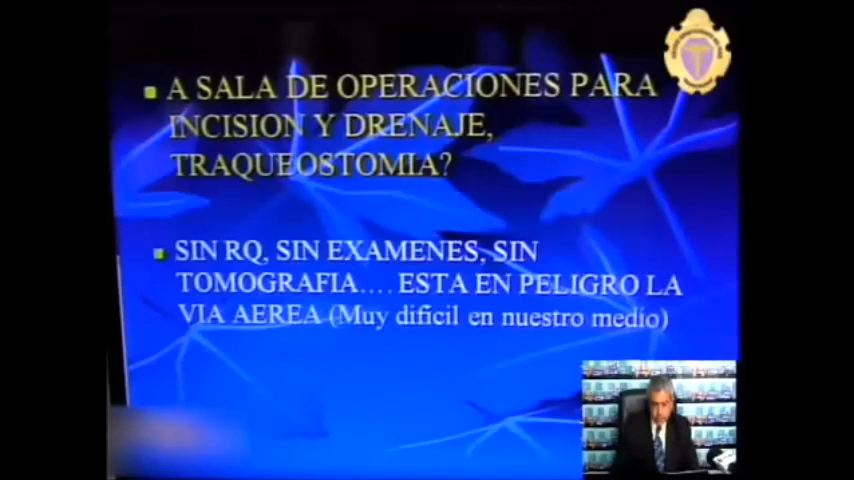 A SALA DE OPERACIONES PARA
INCISION Y DRENAJE,
TRAQUEOSTOMIA?
SIN RQ, SIN EXAMENES, SIN
TOMOGRAFIA.... ESTA EN PELIGRO LA
VIA AEREA (Muy dificil en nuestro medio)